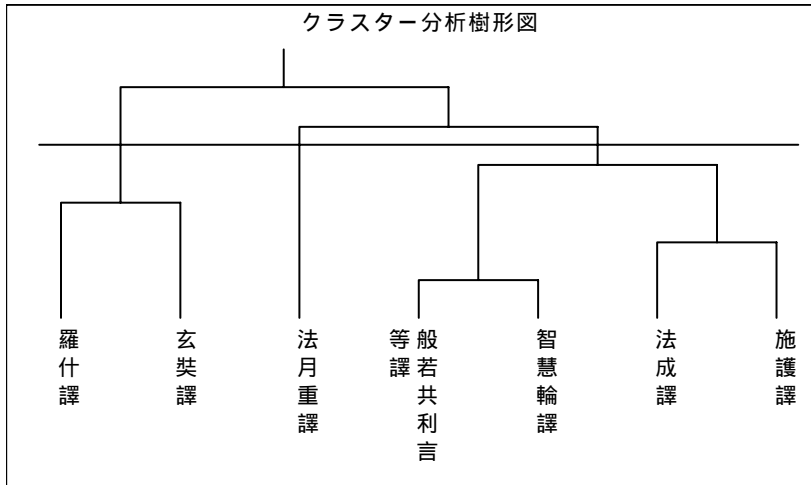 クラスター分析樹形図
羅什譯
玄奘譯
法月重譯
般若共利言
等譯
智慧輪譯
法成譯
施護譯